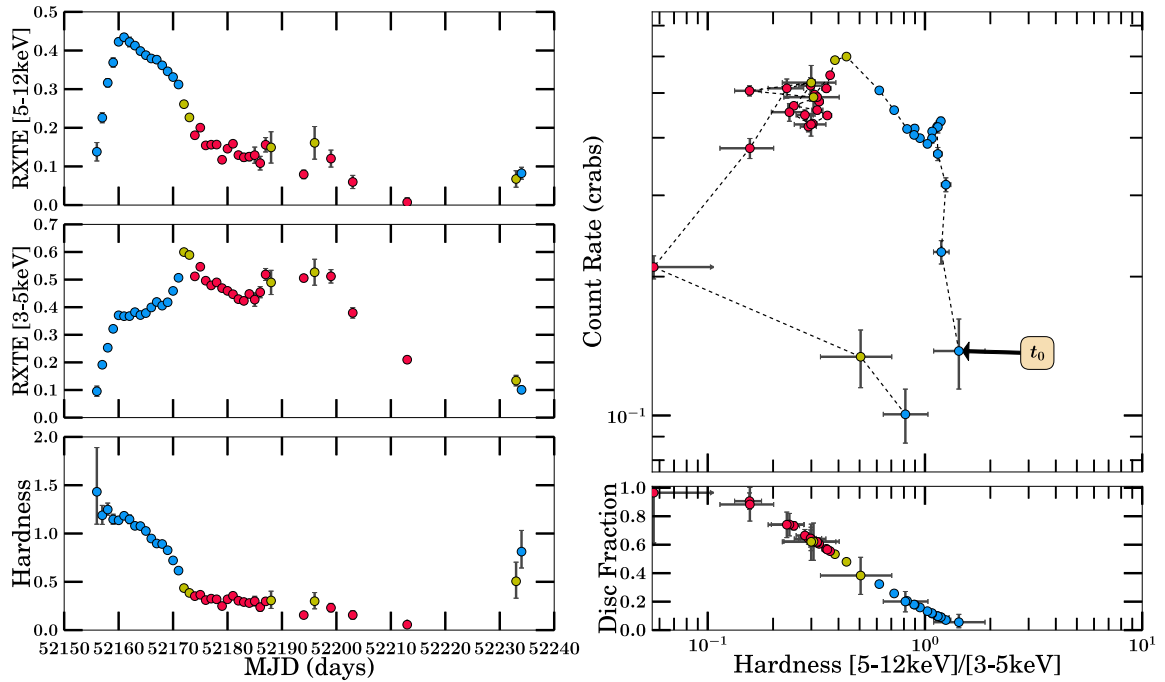 0.5
0.4
0.3
0.2
0.1
0.0
RXTE [5-12keV]
0.7
0.6
0.5
0.4
0.3
0.2
0.1
0.0
RXTE [3-5keV]
2.0
1.5
1.0
0.5
0.0
Hardness
52150 52160 52170 52180 52190 52200 52210 52220 52230 52240
MJD (days)
Count Rate (crabs)
10⁻¹
t₀
1.0
0.8
0.6
0.4
0.2
0.0
Disc Fraction
10⁻¹ 10⁰ 10¹
Hardness [5-12keV]/[3-5keV]